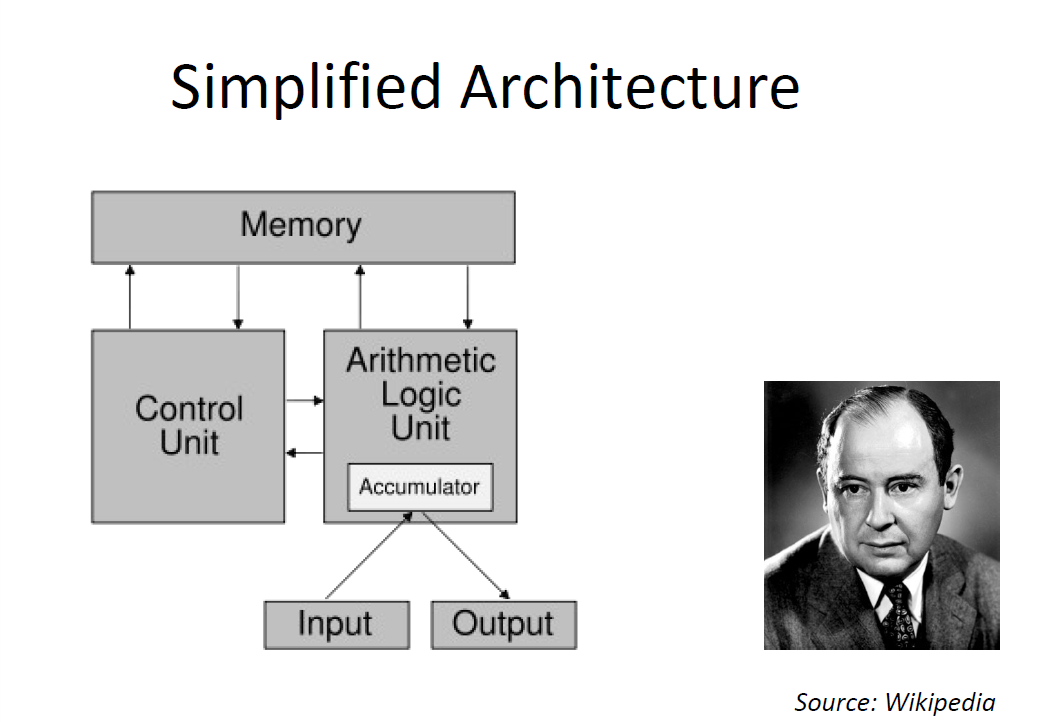 Simplified Architecture
Memory
Control
Unit
Arithmetic
Logic
Unit
Accumulator
Input
Output
Source: Wikipedia